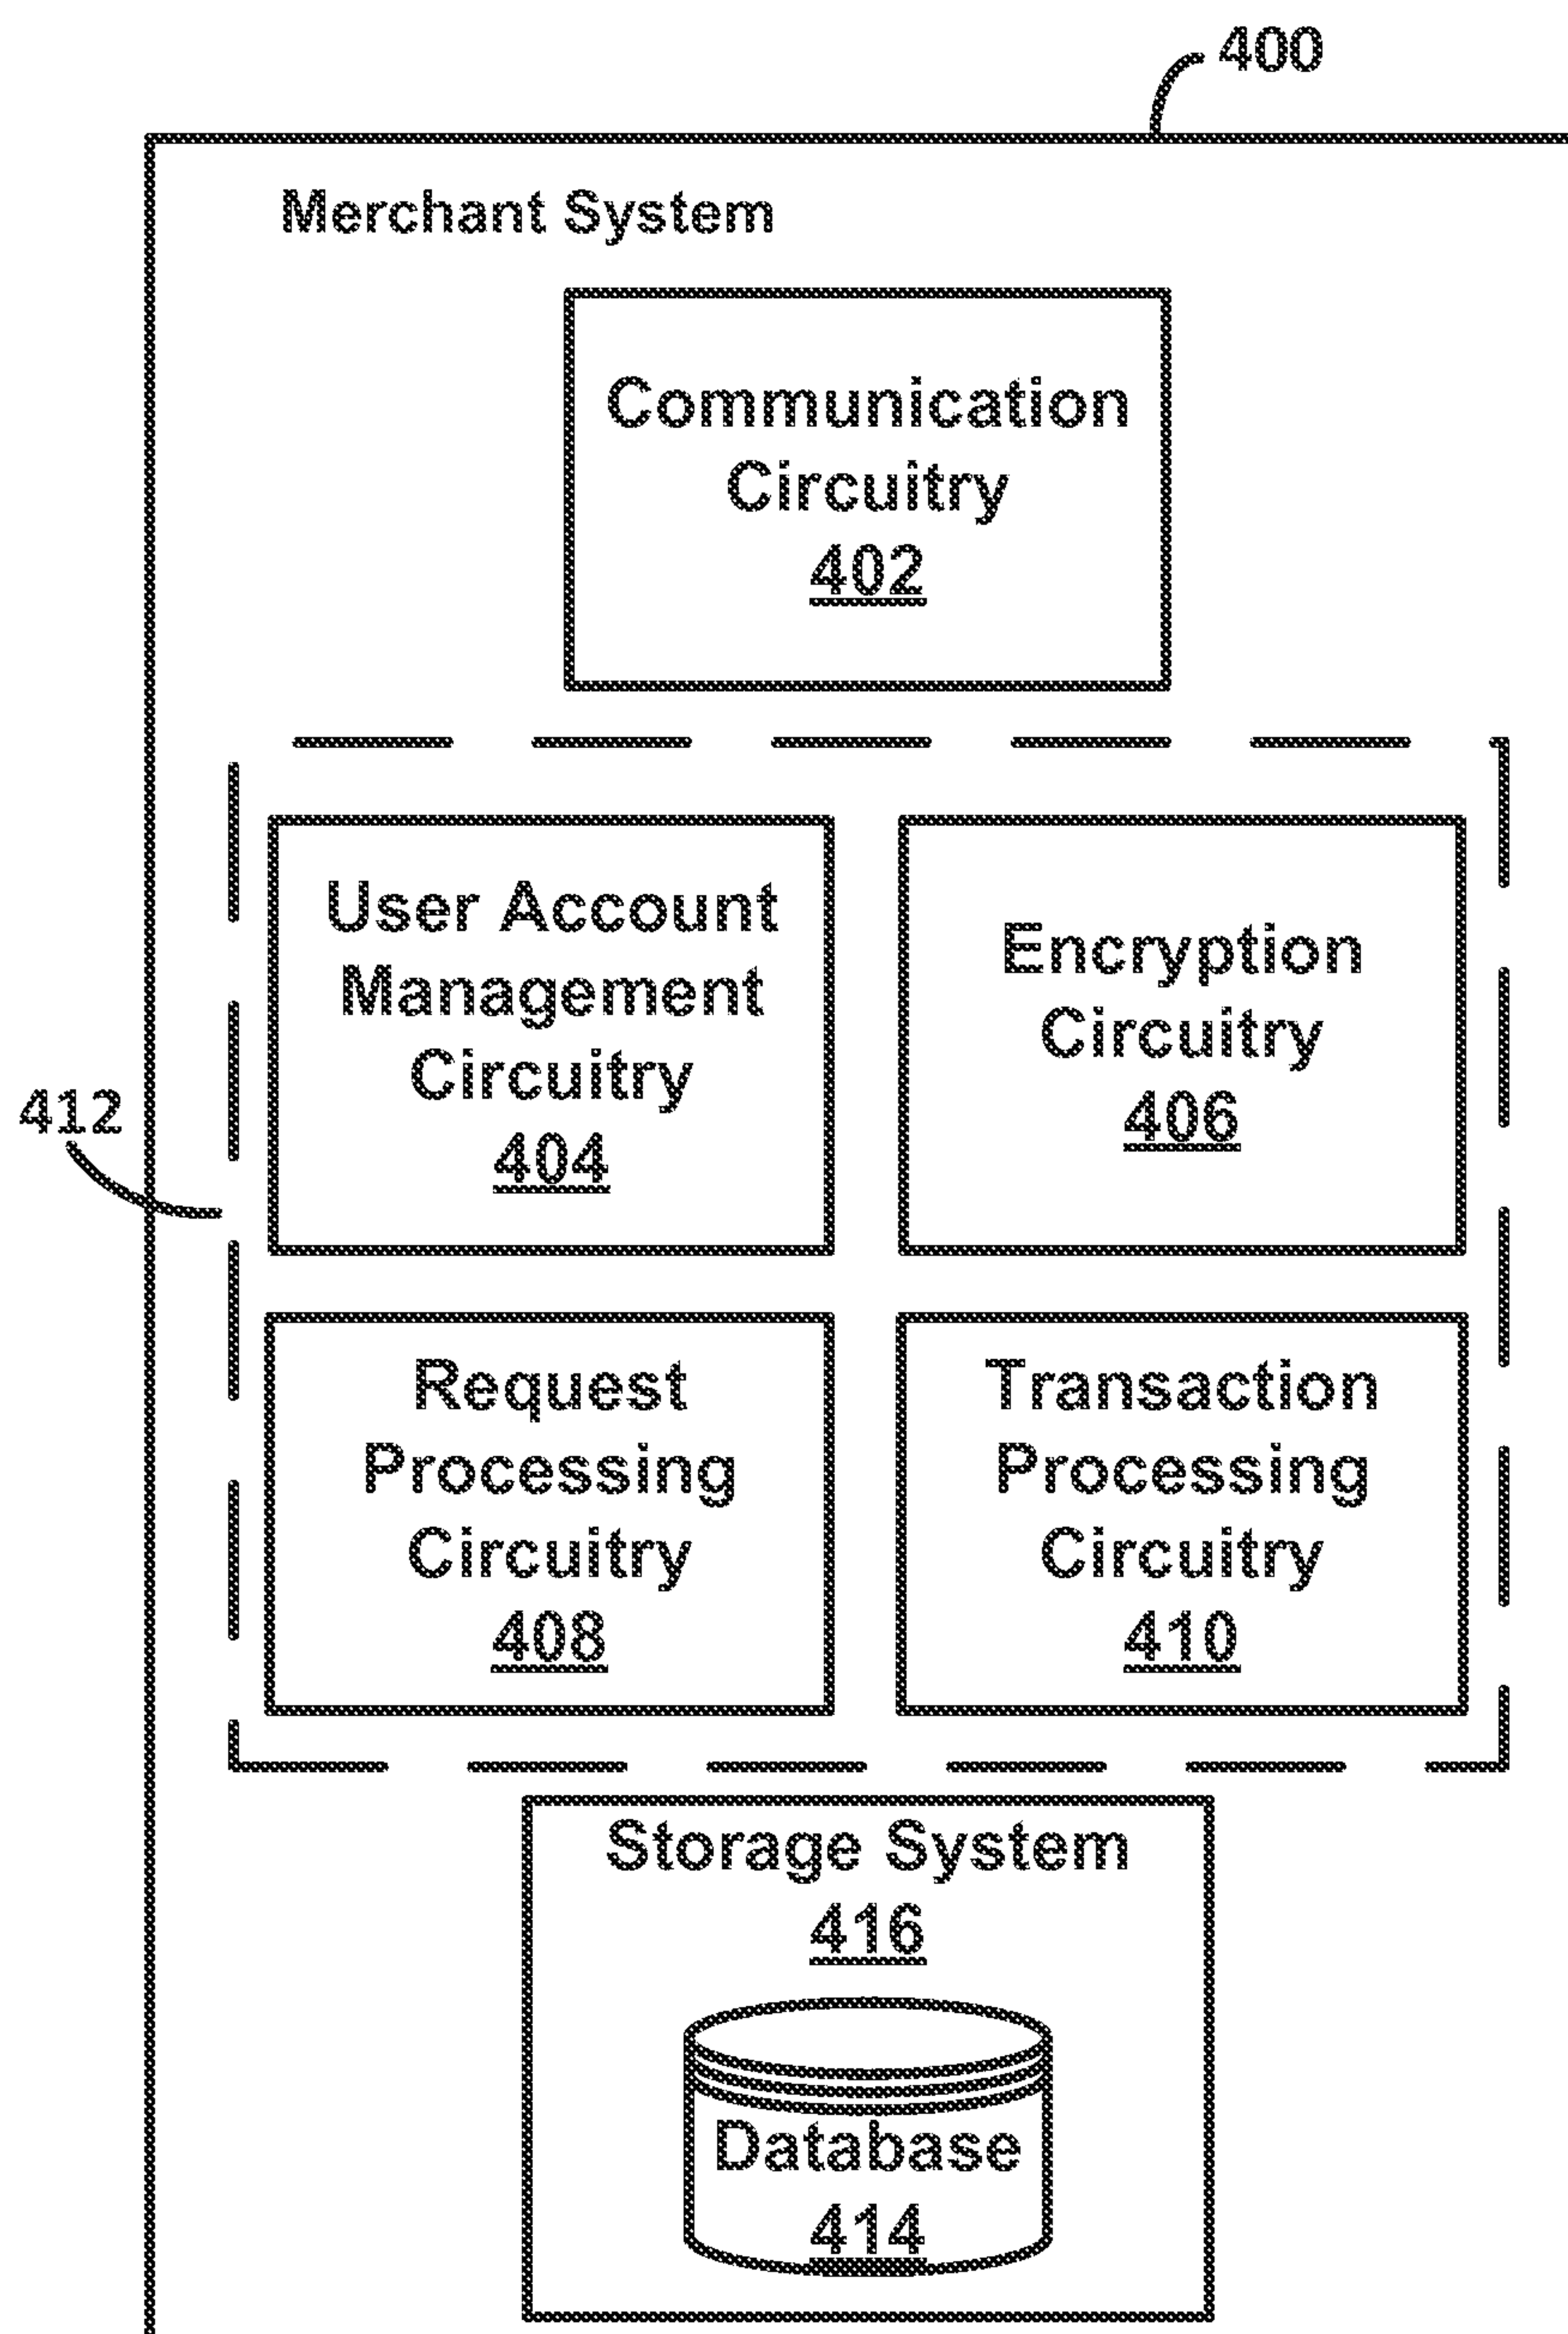 400
Merchant System
Communication
Circuitry
402
User Account
Management
Circuitry
404
Encryption
Circuitry
406
412
Request
Processing
Circuitry
408
Transaction
Processing
Circuitry
410
Storage System
416
Database
414